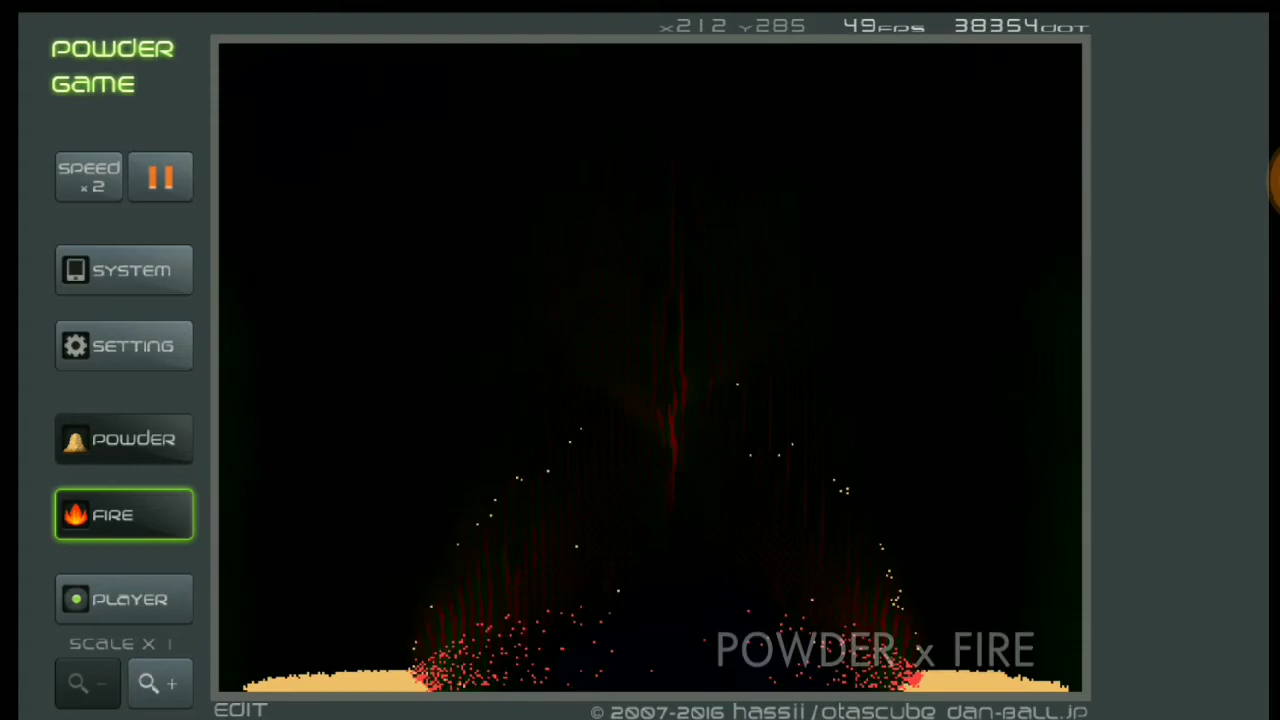 x212 y285 49FPS 38354DOT
POWDER
GAME
SPEED
x2
SYSTEM
SETTING
POWDER
FIRE
PLAYER
SCALE X 1
POWDER x FIRE
EDIT
© 2007-2016 hassii/otascube dan-ball.jp